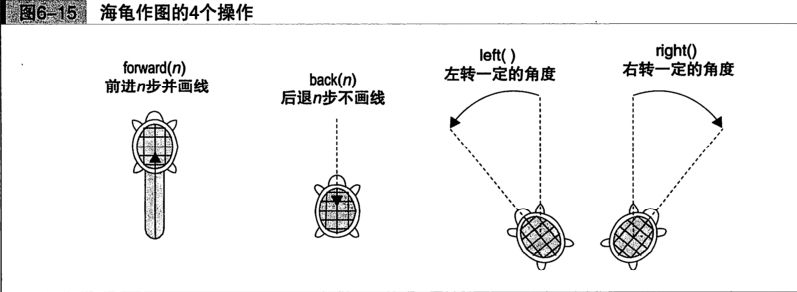 图6-15 海龟作图的4个操作
forward(n)
前进n步并画线
back(n)
后退n步不画线
left( )
左转一定的角度
right()
右转一定的角度